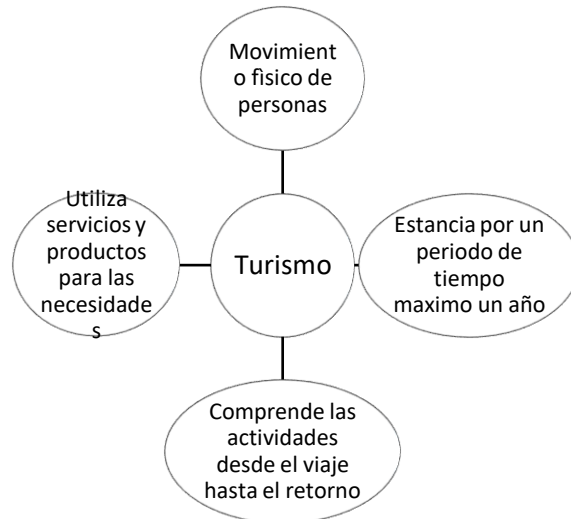 Movimient
o fìsico de
personas
Utiliza
servicios y
productos
para las
necesidade
s
Turismo
Estancia por un
periodo de
tiempo
maximo un año
Comprende las
actividades
desde el viaje
hasta el retorno